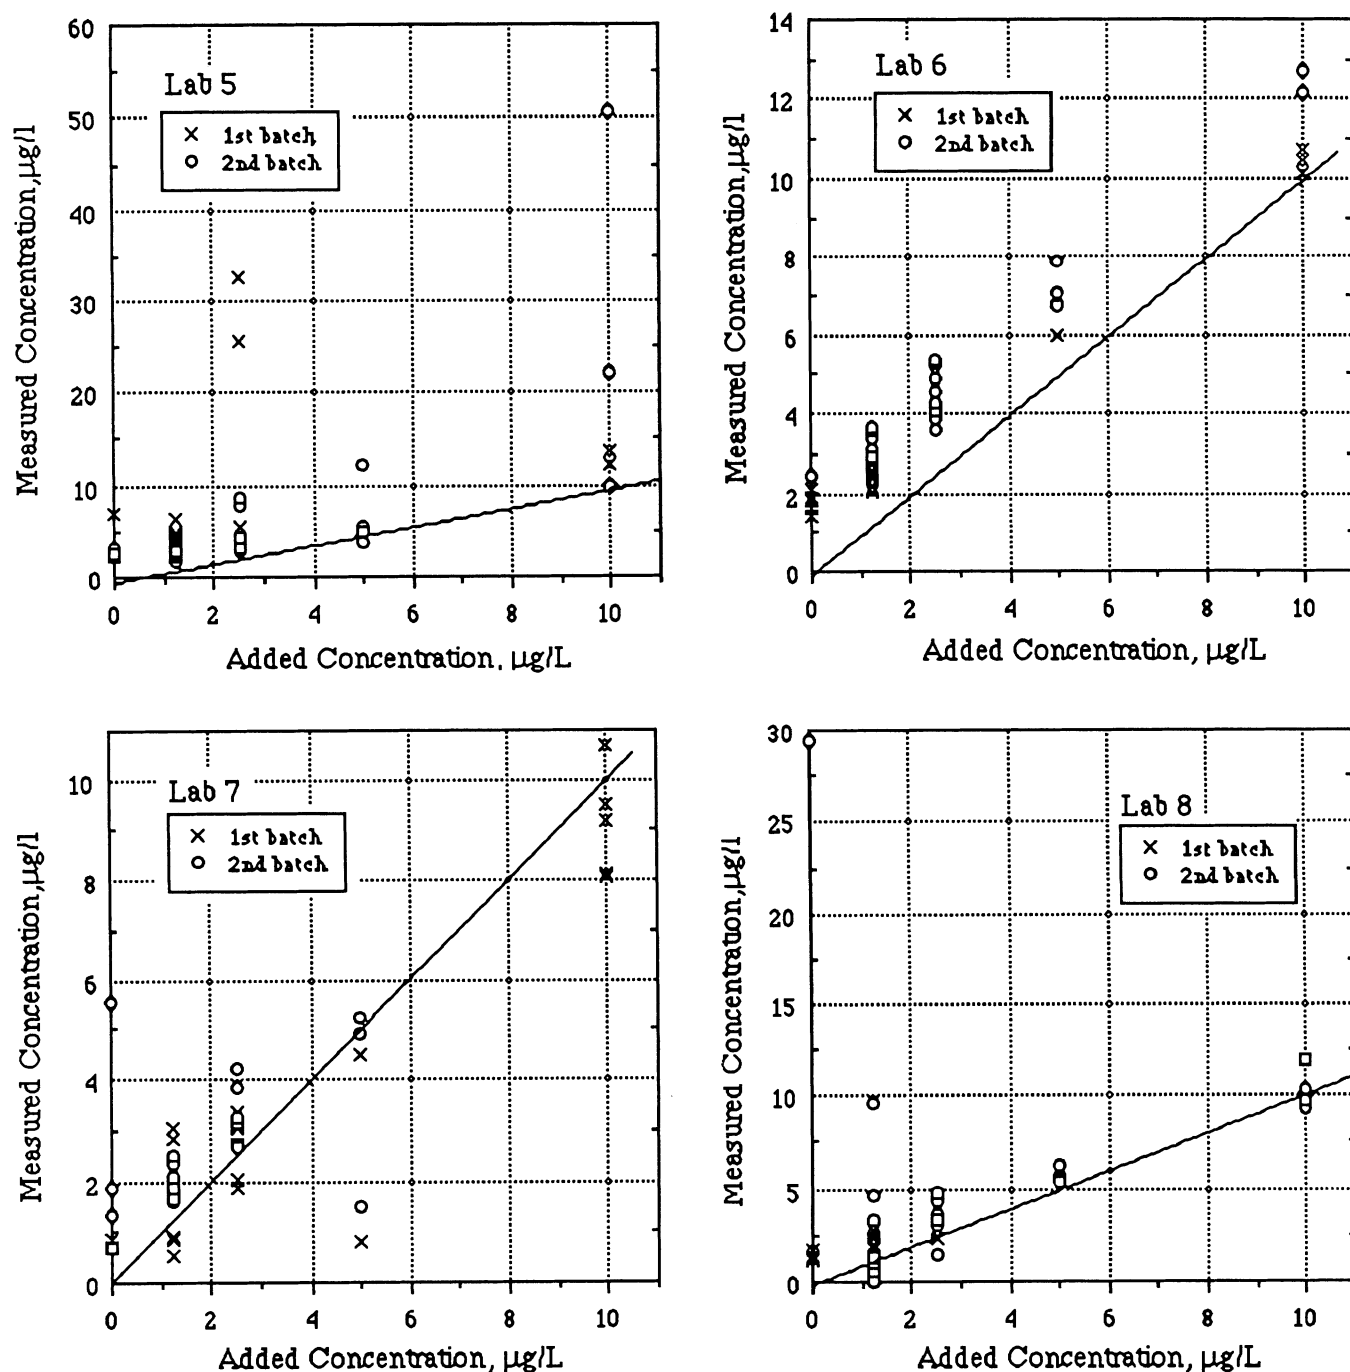 60
50
40
30
20
10
0
Measured Concentration,µg/l
Lab 5
× 1st batch
o 2nd batch
0 2 4 6 8 10
Added Concentration, µg/L
14
12
10
8
6
4
2
0
Measured Concentration,µg/l
Lab 6
× 1st batch
o 2nd batch
0 2 4 6 8 10
Added Concentration, µg/L
10
8
6
4
2
0
Measured Concentration,µg/l
Lab 7
× 1st batch
o 2nd batch
0 2 4 6 8 10
Added Concentration, µg/L
30
25
20
15
10
5
0
Measured Concentration,µg/l
Lab 8
× 1st batch
o 2nd batch
0 2 4 6 8 10
Added Concentration, µg/L